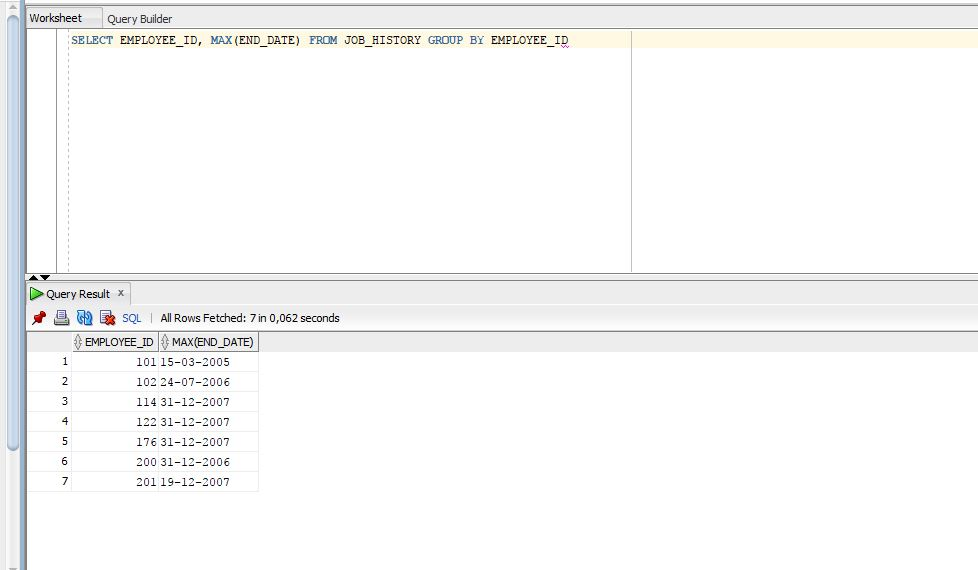 Worksheet Query Builder
SELECT EMPLOYEE_ID, MAX(END_DATE) FROM JOB_HISTORY GROUP BY EMPLOYEE_ID
Query Result x
SQL | All Rows Fetched: 7 in 0,062 seconds
EMPLOYEE_ID MAX(END_DATE)
1 101 15-03-2005
2 102 24-07-2006
3 114 31-12-2007
4 122 31-12-2007
5 176 31-12-2007
6 200 31-12-2006
7 201 19-12-2007